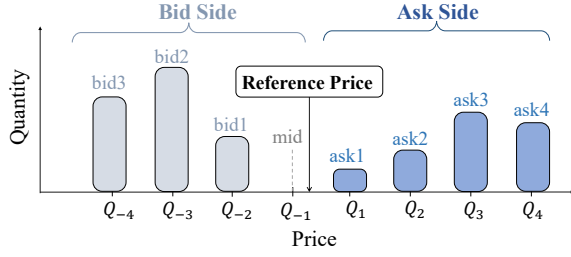 Bid Side
Ask Side
Quantity
bid3
bid2
bid1
mid
Reference Price
ask1
ask2
ask3
ask4
Q₋₄ Q₋₃ Q₋₂ Q₋₁ Q₁ Q₂ Q₃ Q₄
Price